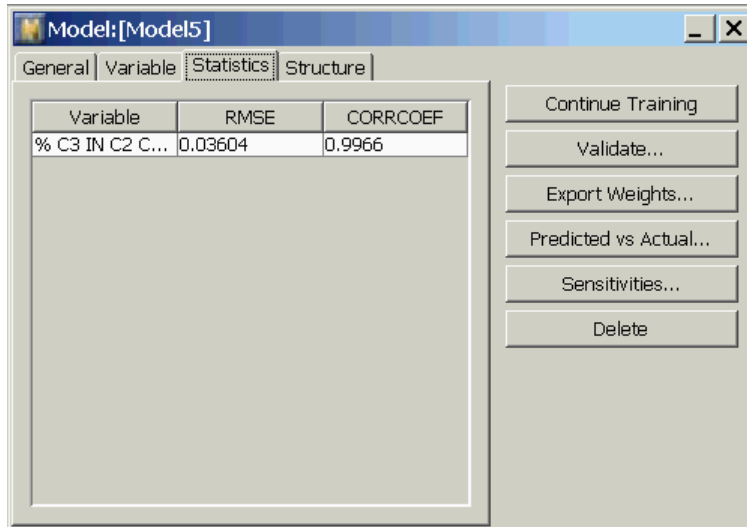 Model:[Model5]
General Variable Statistics Structure
Variable RMSE CORRCOEF
% C3 IN C2 C... 0.03604 0.9966
Continue Training
Validate...
Export Weights...
Predicted vs Actual...
Sensitivities...
Delete